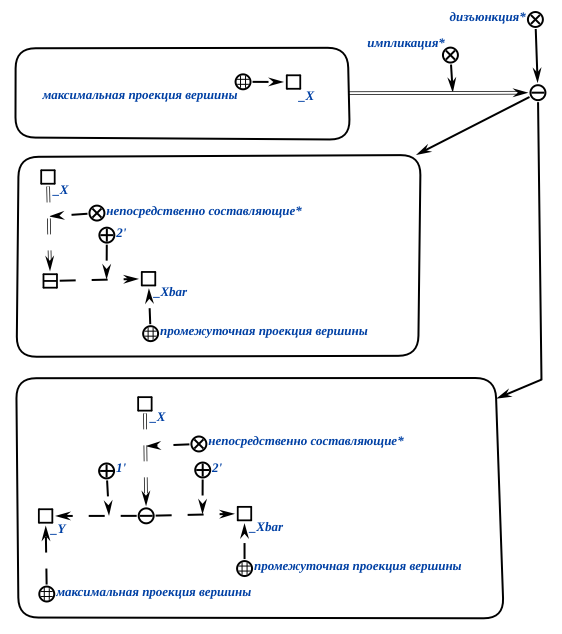 дизъюнкция*
импликация*
максимальная проекция вершины
_X
_X
непосредственно составляющие*
2'
_Xbar
промежуточная проекция вершины
_X
непосредственно составляющие*
1'
2'
_Y
_Xbar
промежуточная проекция вершины
максимальная проекция вершины